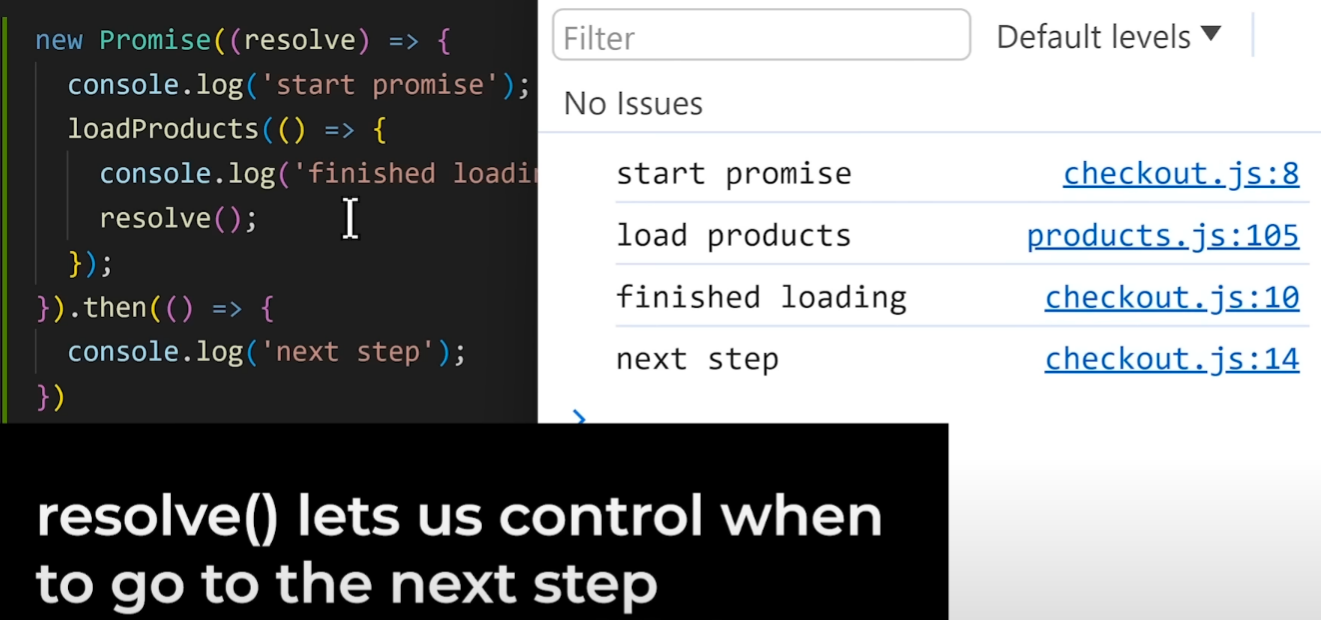 new Promise((resolve) => {
console.log('start promise');
loadProducts(() => {
console.log('finished loadin
resolve();
});
}).then(() => {
console.log('next step');
})
Filter
Default levels ▼
No Issues
start promise checkout.js:8
load products products.js:105
finished loading checkout.js:10
next step checkout.js:14
>
resolve() lets us control when
to go to the next step